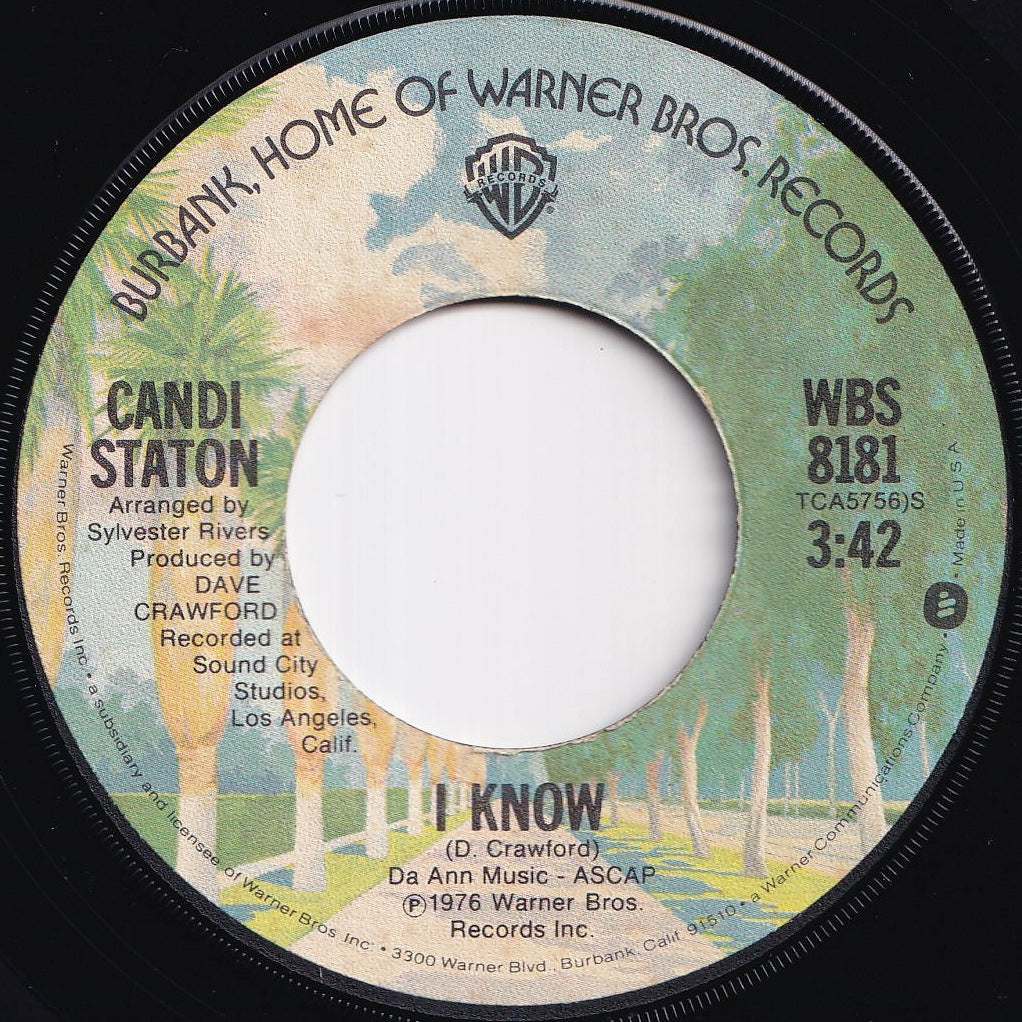 BURBANK, HOME OF WARNER BROS. RECORDS
WB
RECORDS
®
CANDI
STATON
Arranged by
Sylvester Rivers
Produced by
DAVE
CRAWFORD
Recorded at
Sound City
Studios,
Los Angeles,
Calif.
WBS
8181
TCA5756)S
3:42
I KNOW
(D. Crawford)
Da Ann Music - ASCAP
℗1976 Warner Bros.
Records Inc.
Warner Bros. Records Inc. • a subsidiary and licensee of Warner Bros. Inc. • 3300 Warner Blvd., Burbank, Calif. 91510 • a Warner Communications Company • Made in U.S.A.